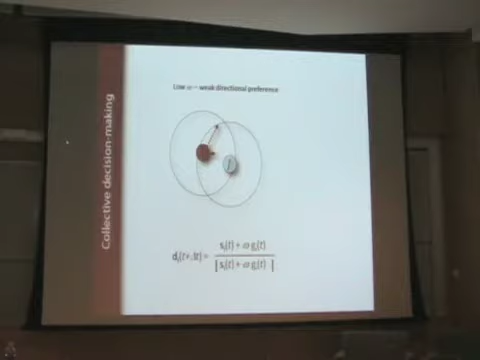 Collective decision-making
Low ω = weak directional preference
dᵢ(t+Δt) = sᵢ(t) + ω gᵢ(t)
|sᵢ(t) + ω gᵢ(t)|